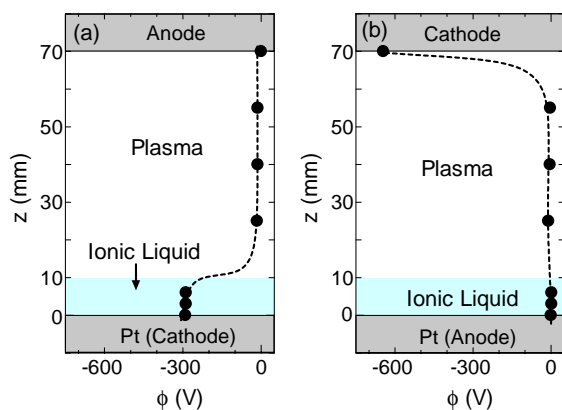 (a)
Anode
70
50
30
10
0
z (mm)
Plasma
Ionic Liquid
Pt (Cathode)
-600
-300
0
ϕ (V)
(b)
Cathode
70
50
30
10
0
z (mm)
Plasma
Ionic Liquid
Pt (Anode)
-600
-300
0
ϕ (V)